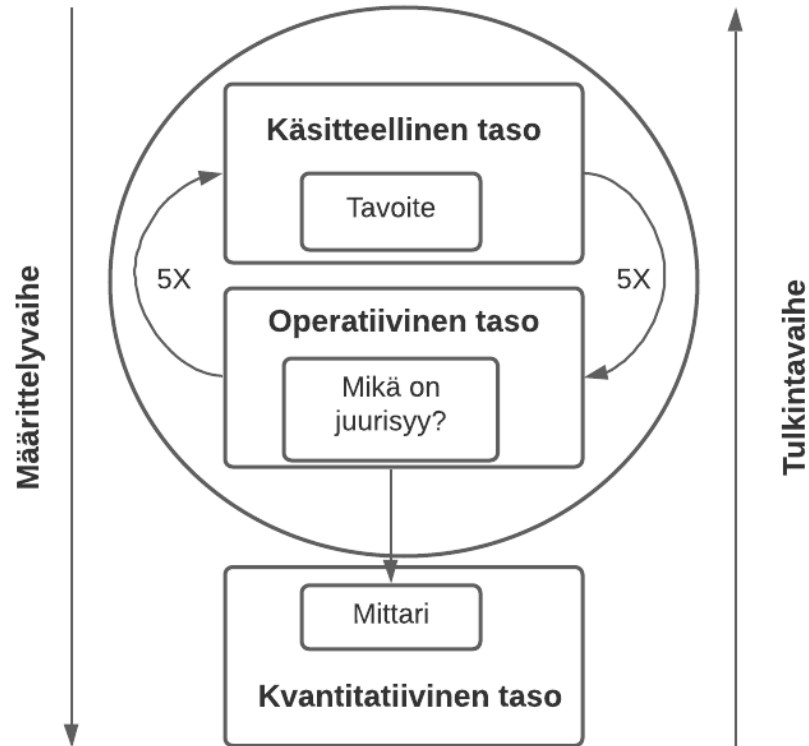 Käsitteellinen taso
Tavoite
5X
5X
Operatiivinen taso
Mikä on
juurisyy?
Mittari
Kvantitatiivinen taso
Määrittelyvaihe
Tulkintavaihe